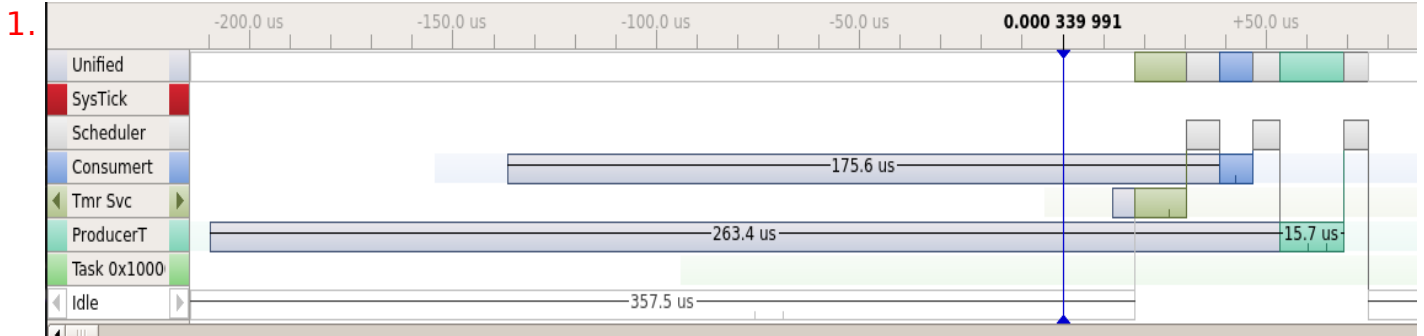 1.
-200.0 us -150.0 us -100.0 us -50.0 us 0.000 339 991 +50.0 us
Unified
SysTick
Scheduler
Consumert 175.6 us
Tmr Svc
ProducerT 263.4 us 15.7 us
Task 0x1000
Idle 357.5 us